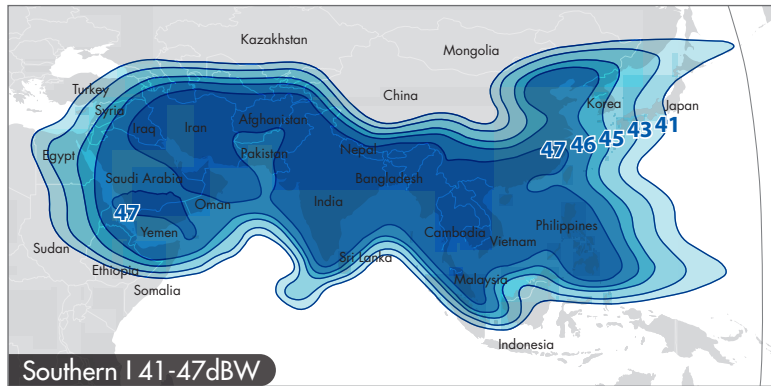 Kazakhstan
Mongolia
Turkey
China
Syria
Korea
Japan
Iraq
Iran
Afghanistan
47 46 45 43 41
Egypt
Pakistan
Nepal
Saudi Arabia
Bangladesh
Oman
India
47
Yemen
Cambodia
Philippines
Vietnam
Sudan
Sri Lanka
Ethiopia
Malaysia
Somalia
Indonesia
Southern I 41-47dBW